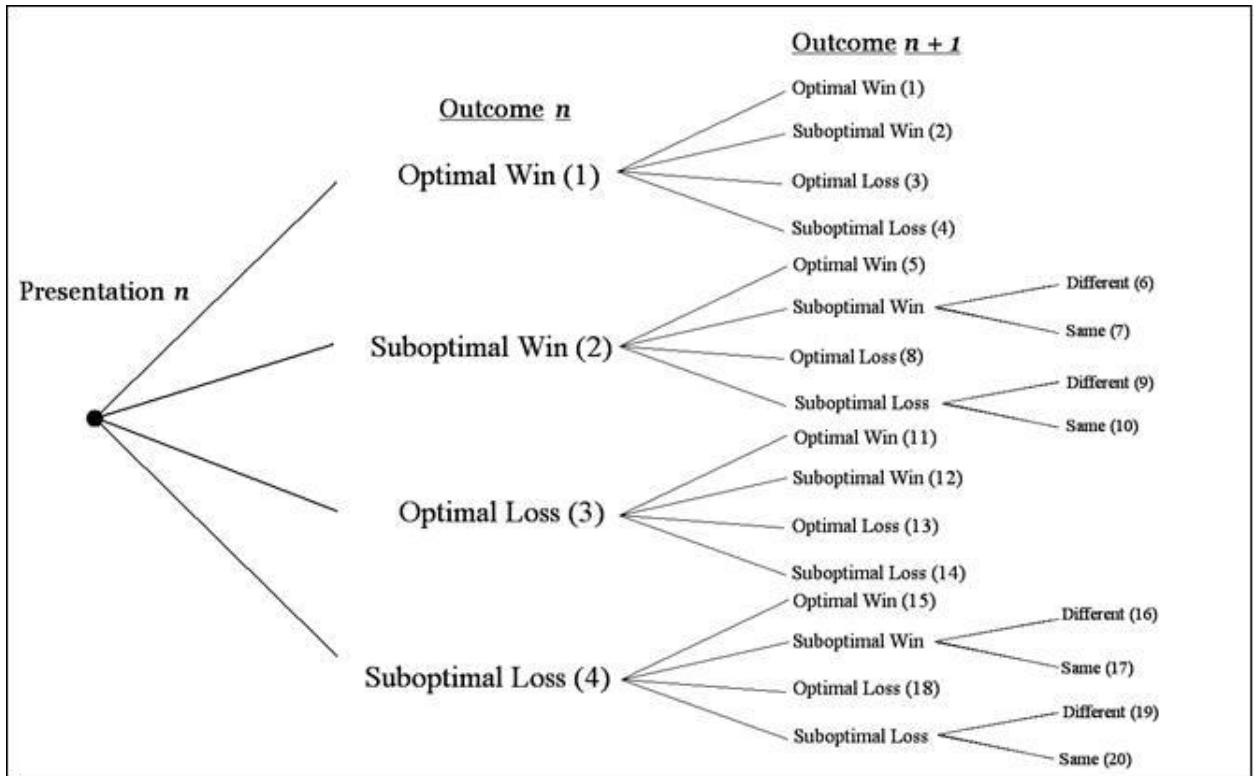 Outcome n + 1
Optimal Win (1)
Outcome n
Suboptimal Win (2)
Optimal Win (1)
Optimal Loss (3)
Suboptimal Loss (4)
Optimal Win (5)
Presentation n
Different (6)
Suboptimal Win
Same (7)
Suboptimal Win (2)
Optimal Loss (8)
Different (9)
Suboptimal Loss
Same (10)
Optimal Win (11)
Suboptimal Win (12)
Optimal Loss (3)
Optimal Loss (13)
Suboptimal Loss (14)
Optimal Win (15)
Different (16)
Suboptimal Win
Same (17)
Suboptimal Loss (4)
Optimal Loss (18)
Different (19)
Suboptimal Loss
Same (20)